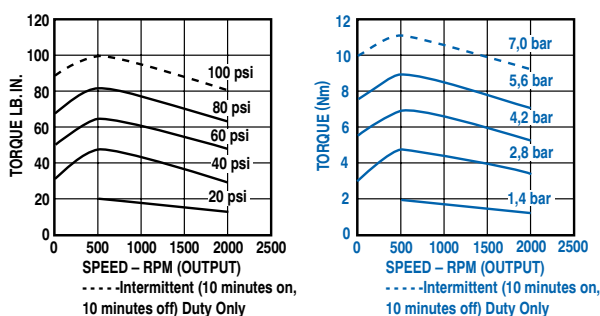 TORQUE LB. IN.
120
100
80
60
40
20
0
100 psi
80 psi
60 psi
40 psi
20 psi
0 500 1000 1500 2000 2500
SPEED – RPM (OUTPUT)
-----Intermittent (10 minutes on,
10 minutes off) Duty Only
TORQUE (Nm)
12
10
8
6
4
2
0
7,0 bar
5,6 bar
4,2 bar
2,8 bar
1,4 bar
0 500 1000 1500 2000 2500
SPEED – RPM (OUTPUT)
-----Intermittent (10 minutes on,
10 minutes off) Duty Only